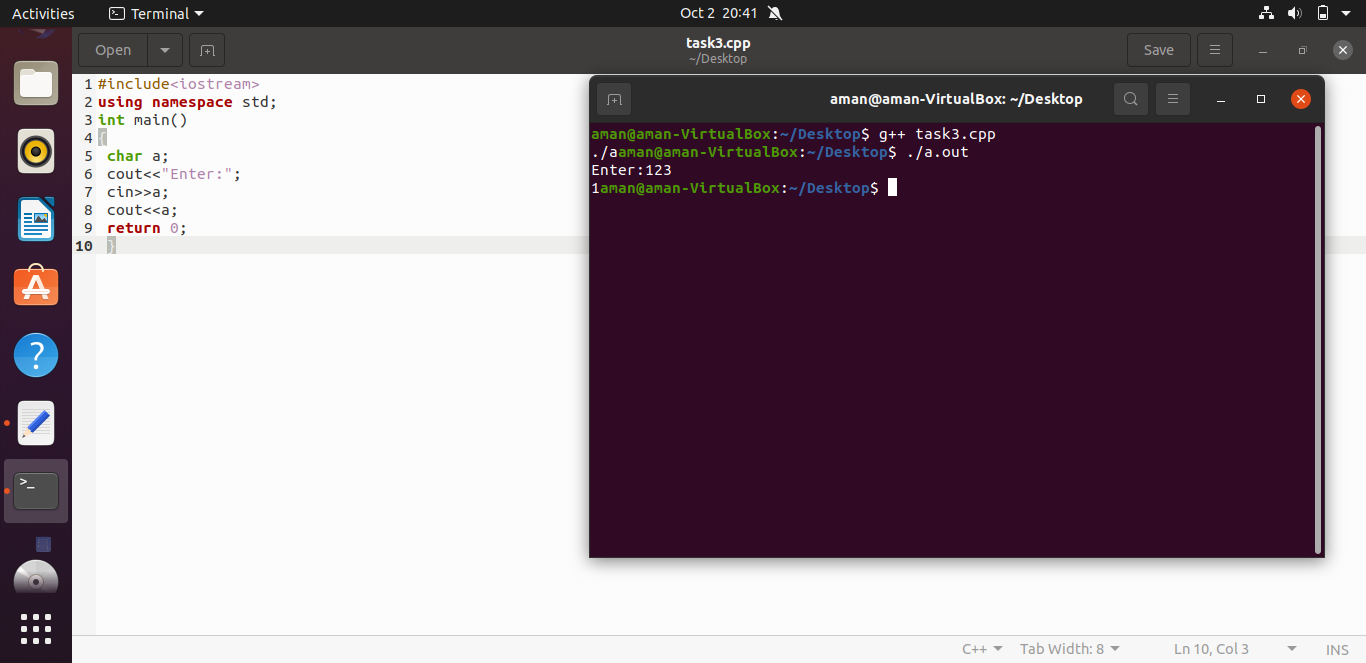 Activities Terminal Oct 2 20:41
Open task3.cpp Save
~/Desktop
1 #include<iostream>
2 using namespace std;
3 int main()
4 {
5 char a;
6 cout<<"Enter:";
7 cin>>a;
8 cout<<a;
9 return 0;
10 }
aman@aman-VirtualBox: ~/Desktop
aman@aman-VirtualBox:~/Desktop$ g++ task3.cpp
./aaman@aman-VirtualBox:~/Desktop$ ./a.out
Enter:123
1aman@aman-VirtualBox:~/Desktop$
C++ Tab Width: 8 Ln 10, Col 3 INS